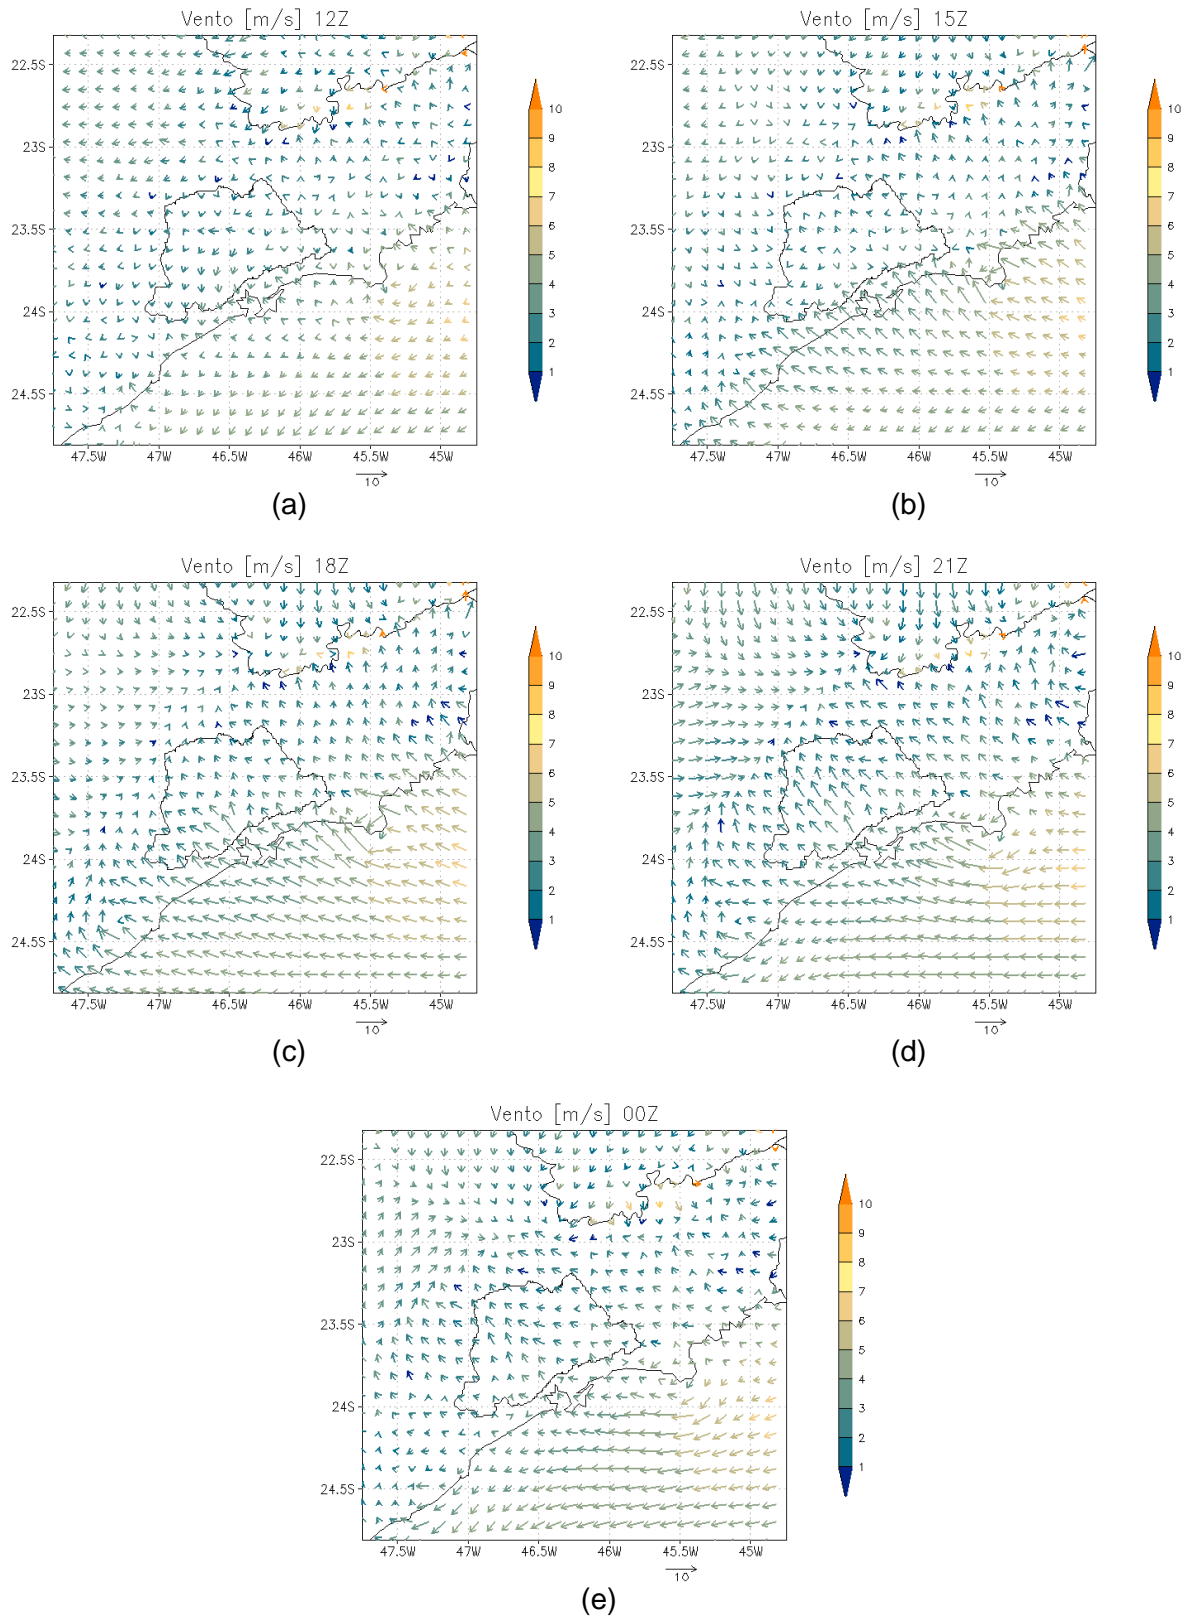 Vento [m/s] 12Z
22.5S
23S
23.5S
24S
24.5S
47.5W 47W 46.5W 46W 45.5W 45W
10
10
9
8
7
6
5
4
3
2
1
(a)
Vento [m/s] 15Z
22.5S
23S
23.5S
24S
24.5S
47.5W 47W 46.5W 46W 45.5W 45W
10
10
9
8
7
6
5
4
3
2
1
(b)
Vento [m/s] 18Z
22.5S
23S
23.5S
24S
24.5S
47.5W 47W 46.5W 46W 45.5W 45W
10
10
9
8
7
6
5
4
3
2
1
(c)
Vento [m/s] 21Z
22.5S
23S
23.5S
24S
24.5S
47.5W 47W 46.5W 46W 45.5W 45W
10
10
9
8
7
6
5
4
3
2
1
(d)
Vento [m/s] 00Z
22.5S
23S
23.5S
24S
24.5S
47.5W 47W 46.5W 46W 45.5W 45W
10
10
9
8
7
6
5
4
3
2
1
(e)